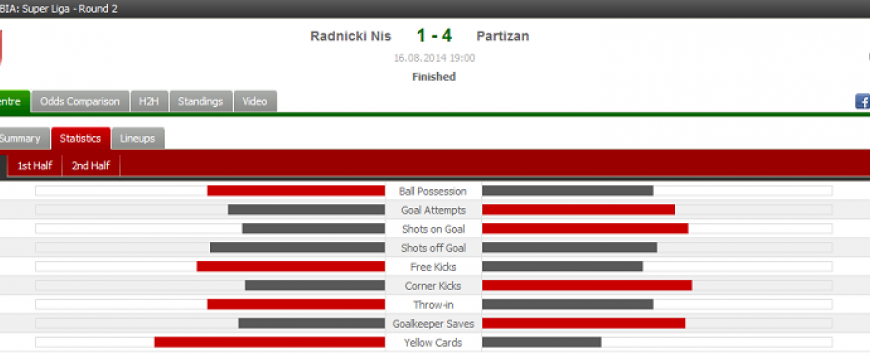 BIA: Super Liga - Round 2
Radnicki Nis 1 - 4 Partizan
16.08.2014 19:00
Finished
entre Odds Comparison H2H Standings Video f
Summary Statistics Lineups
1st Half 2nd Half
Ball Possession
Goal Attempts
Shots on Goal
Shots off Goal
Free Kicks
Corner Kicks
Throw-in
Goalkeeper Saves
Yellow Cards